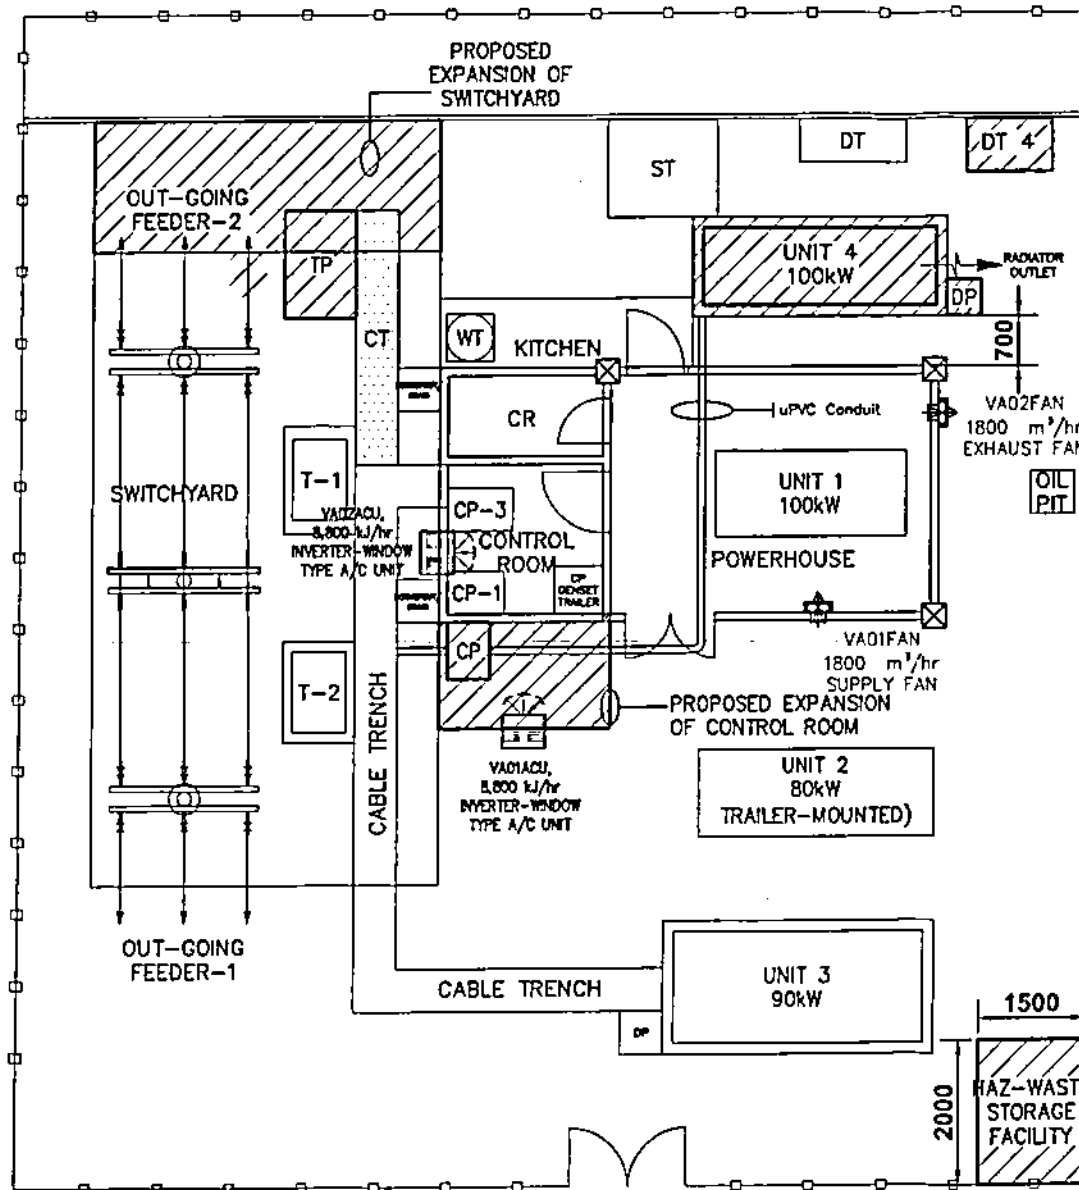 PROPOSED
EXPANSION OF
SWITCHYARD
ST
DT
DT 4
OUT-GOING
FEEDER-2
TP
UNIT 4
100kW
RADIATOR
OUTLET
DP
700
CT
WT
KITCHEN
CR
uPVC Conduit
VA02FAN
1800 m³/hr
EXHAUST FAN
OIL
PIT
SWITCHYARD
T-1
UNIT 1
100kW
CP-3
VA02ACU,
8,800 kJ/hr
INVERTER-WINDOW
TYPE A/C UNIT
CONTROL
ROOM
POWERHOUSE
CP-1
CP
GENSET
TRAILER
CP
VA01FAN
1800 m³/hr
SUPPLY FAN
T-2
PROPOSED EXPANSION
OF CONTROL ROOM
CABLE TRENCH
VA01ACU,
8,800 kJ/hr
INVERTER-WINDOW
TYPE A/C UNIT
UNIT 2
80kW
TRAILER-MOUNTED)
OUT-GOING
FEEDER-1
CABLE TRENCH
UNIT 3
90kW
DP
1500
2000
HAZ-WAST
STORAGE
FACILITY